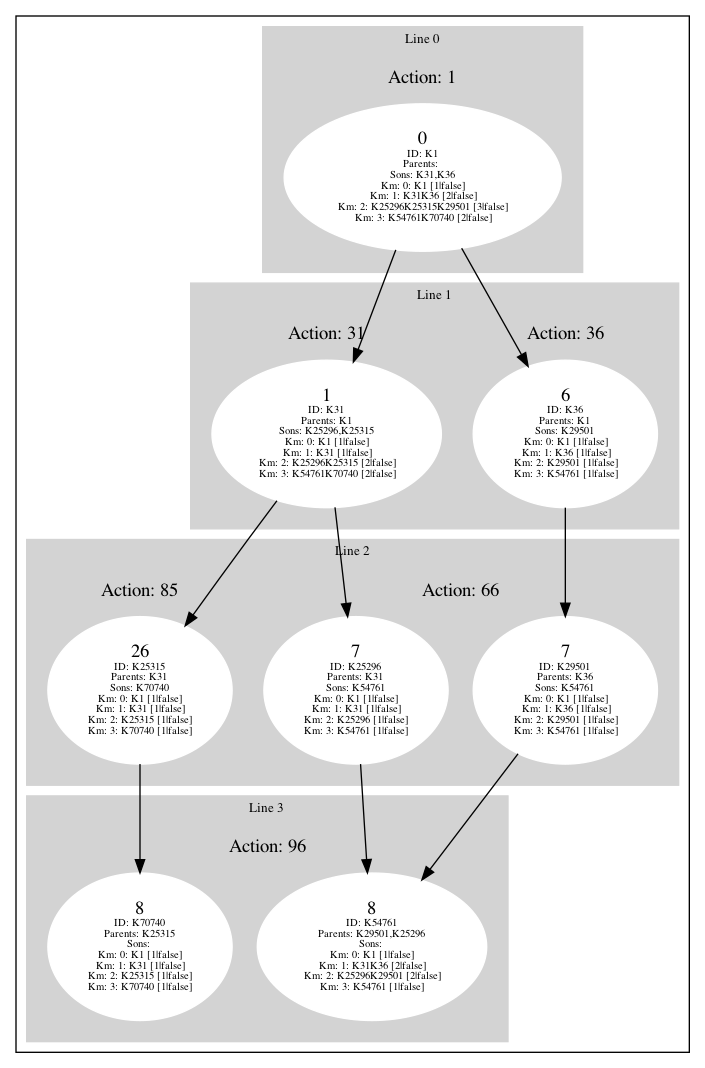 Line 0
Action: 1
0
ID: K1
Parents:
Sons: K31,K36
Km: 0: K1 [1|false]
Km: 1: K31K36 [2|false]
Km: 2: K25296K25315K29501 [3|false]
Km: 3: K54761K70740 [2|false]
Line 1
Action: 31
Action: 36
1
ID: K31
Parents: K1
Sons: K25296,K25315
Km: 0: K1 [1|false]
Km: 1: K31 [1|false]
Km: 2: K25296K25315 [2|false]
Km: 3: K54761K70740 [2|false]
6
ID: K36
Parents: K1
Sons: K29501
Km: 0: K1 [1|false]
Km: 1: K36 [1|false]
Km: 2: K29501 [1|false]
Km: 3: K54761 [1|false]
Line 2
Action: 85
Action: 66
26
ID: K25315
Parents: K31
Sons: K70740
Km: 0: K1 [1|false]
Km: 1: K31 [1|false]
Km: 2: K25315 [1|false]
Km: 3: K70740 [1|false]
7
ID: K25296
Parents: K31
Sons: K54761
Km: 0: K1 [1|false]
Km: 1: K31 [1|false]
Km: 2: K25296 [1|false]
Km: 3: K54761 [1|false]
7
ID: K29501
Parents: K36
Sons: K54761
Km: 0: K1 [1|false]
Km: 1: K36 [1|false]
Km: 2: K29501 [1|false]
Km: 3: K54761 [1|false]
Line 3
Action: 96
8
ID: K70740
Parents: K25315
Sons:
Km: 0: K1 [1|false]
Km: 1: K31 [1|false]
Km: 2: K25315 [1|false]
Km: 3: K70740 [1|false]
8
ID: K54761
Parents: K29501,K25296
Sons:
Km: 0: K1 [1|false]
Km: 1: K31K36 [2|false]
Km: 2: K25296K29501 [2|false]
Km: 3: K54761 [1|false]